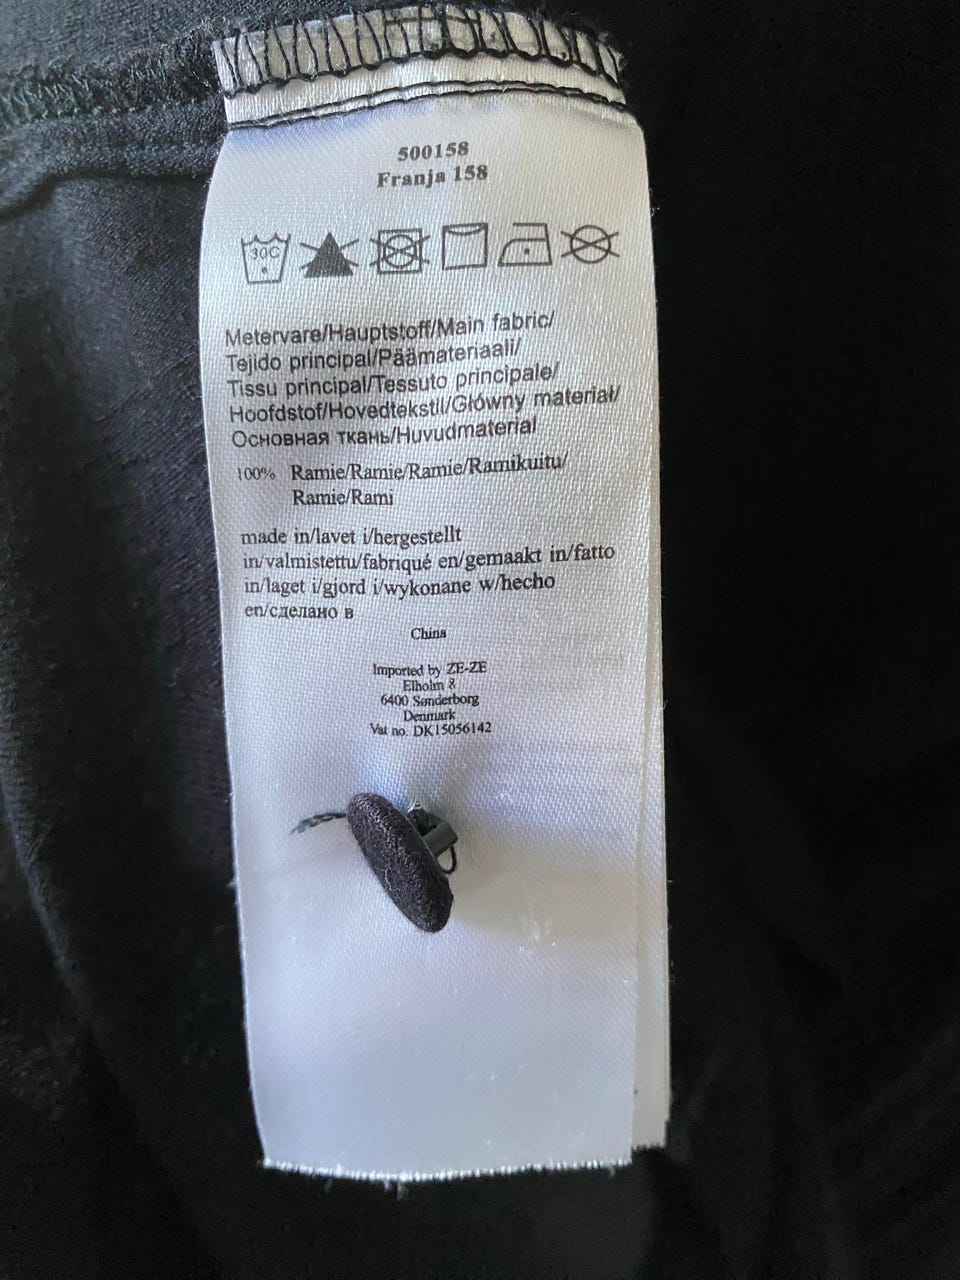 500158
Franja 158
30C
Metervare/Hauptstoff/Main fabric/
Tejido principal/Päämateriaali/
Tissu principal/Tessuto principale/
Hoofdstof/Hovedtekstil/Główny materiał/
Основная ткань/Huvudmaterial
100% Ramie/Ramie/Ramie/Ramikuitu/
Ramie/Rami
made in/lavet i/hergestellt
in/valmistettu/fabriqué en/gemaakt in/fatto
in/laget i/gjord i/wykonane w/hecho
en/сделано в
China
Imported by ZE-ZE
Elholm 8
6400 Sønderborg
Denmark
Vat no. DK15056142